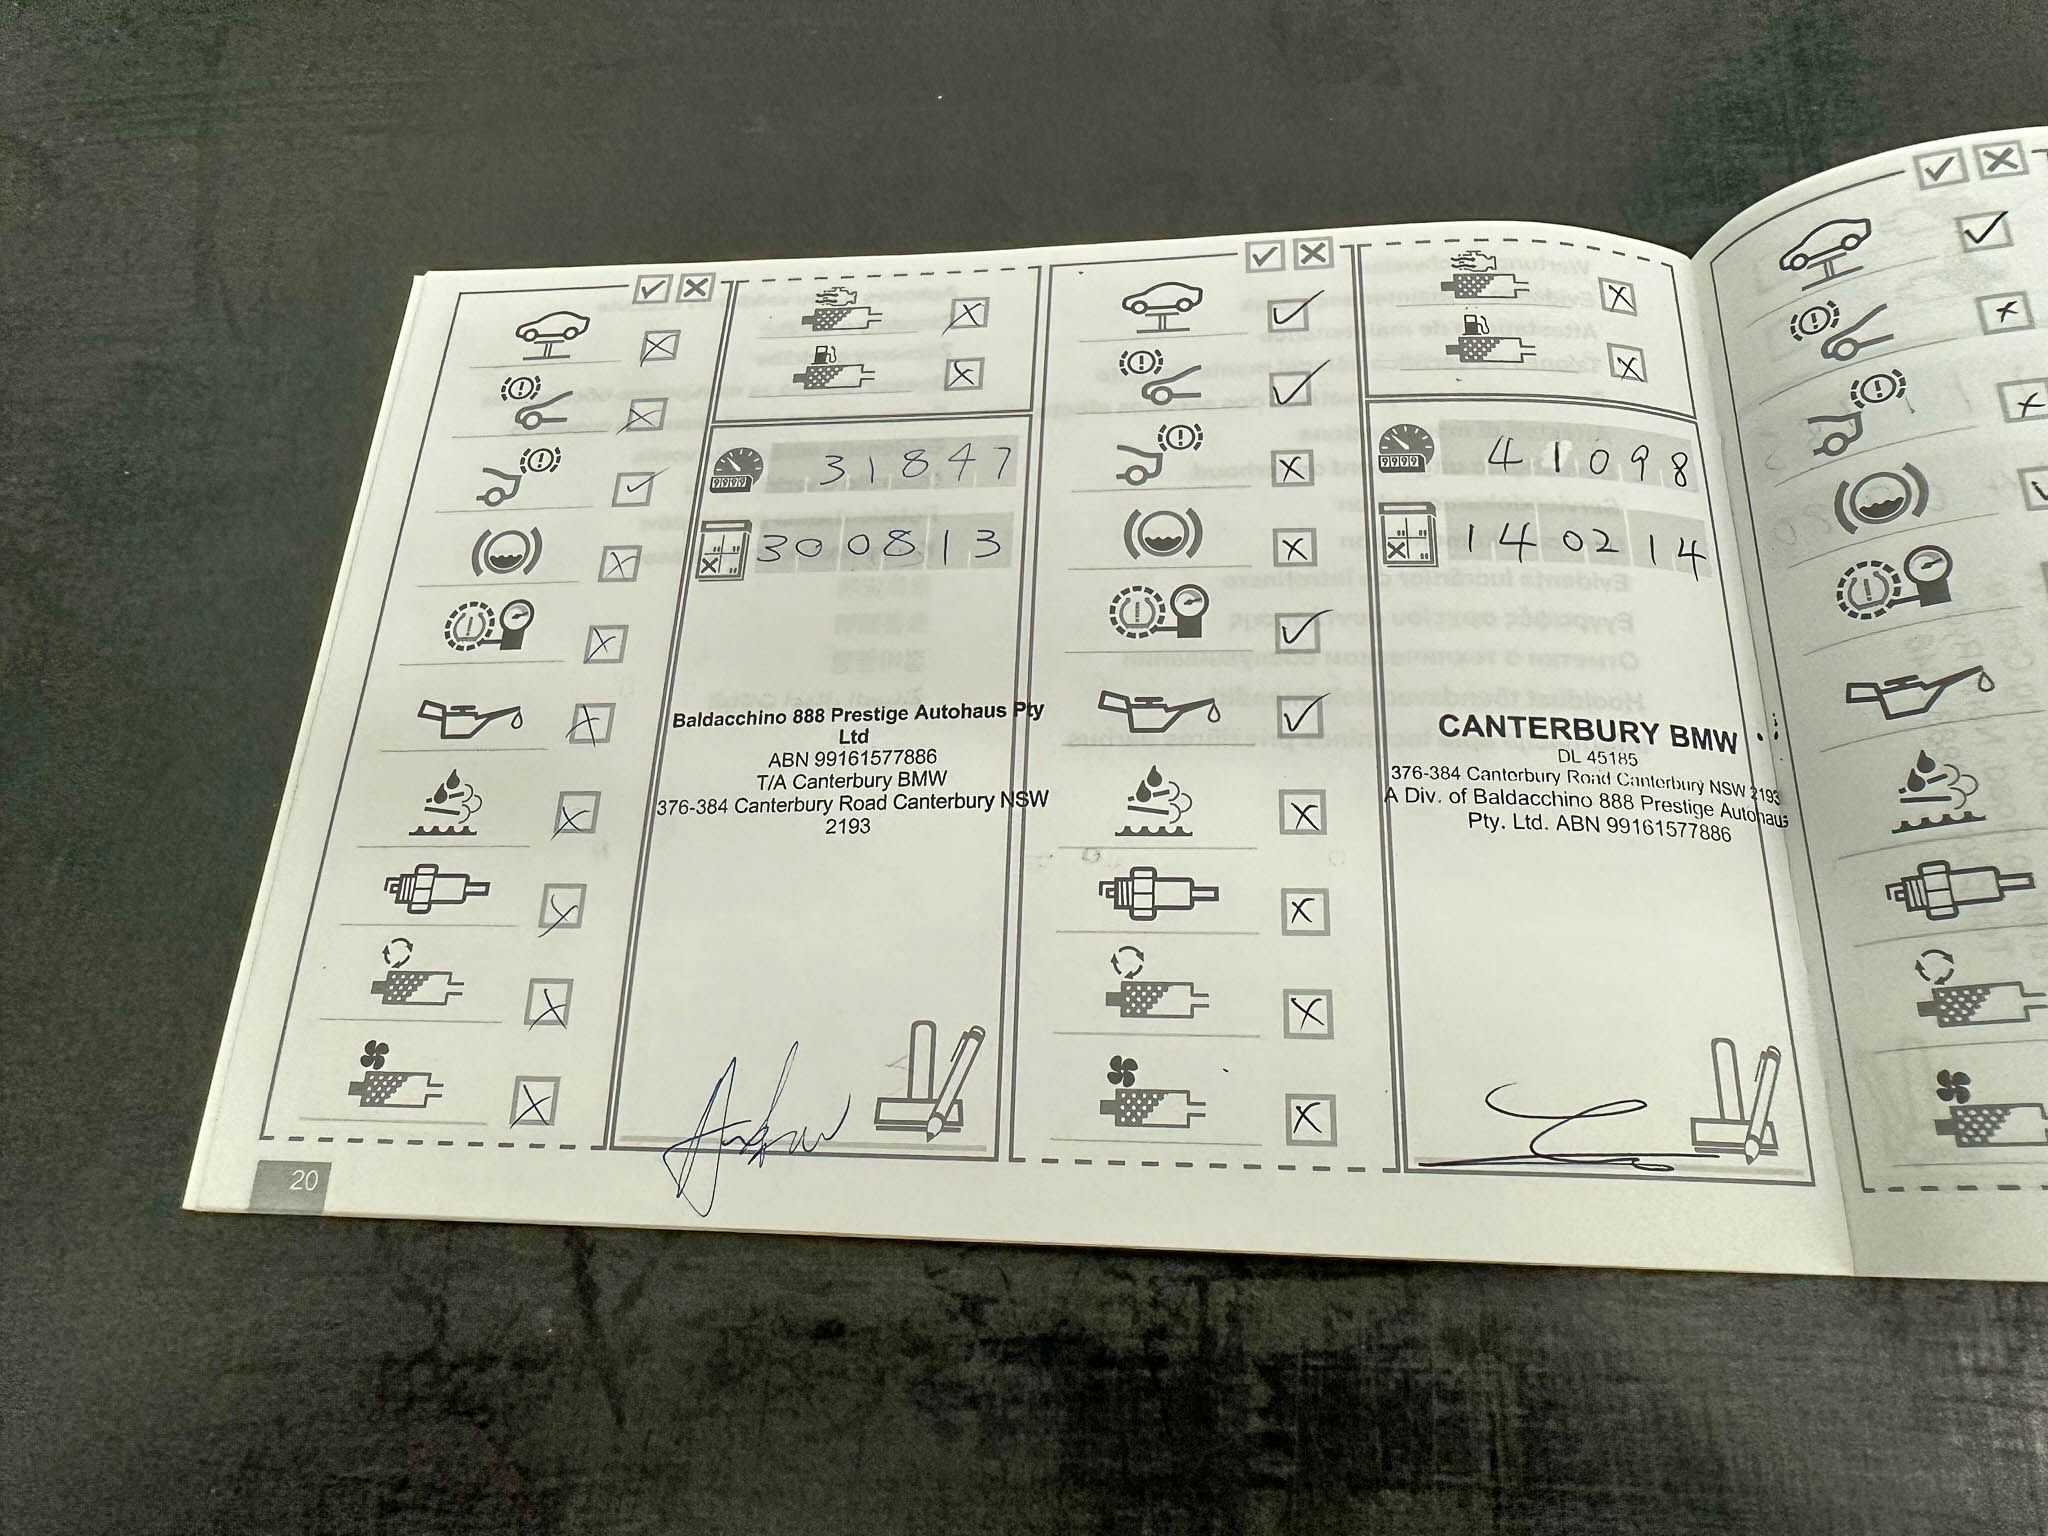 31847
300813
Baldacchino 888 Prestige Autohaus Pty
Ltd
ABN 99161577886
T/A Canterbury BMW
376-384 Canterbury Road Canterbury NSW
2193
41098
140214
CANTERBURY BMW
DL 45185
376-384 Canterbury Road Canterbury NSW 2193
A Div. of Baldacchino 888 Prestige Autohaus
Pty. Ltd. ABN 99161577886
20